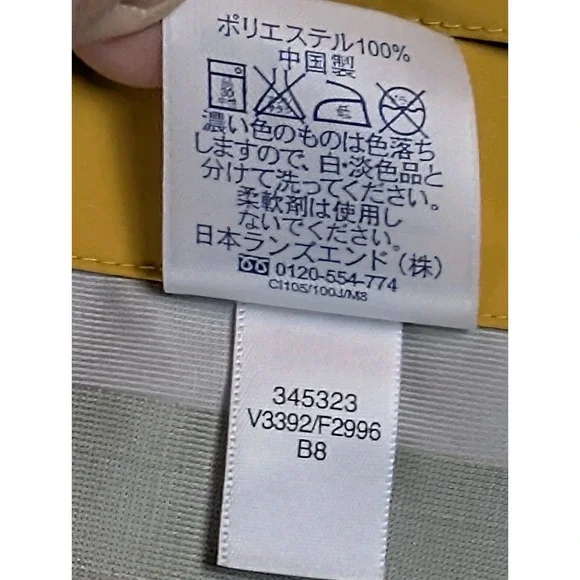 ポリエステル100%
中国製
濃い色のものは色落ち
しますので、白・淡色品と
分けて洗ってください。
柔軟剤は使用し
ないでください。
日本ランズエンド(株)
0120-554-774
CI105/100J/MS
345323
V3392/F2996
B8